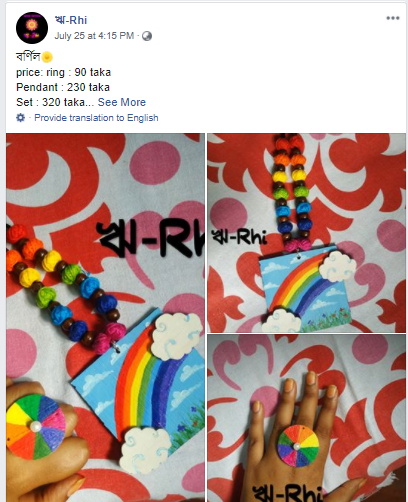 ঋ-Rhi
July 25 at 4:15 PM ·
বর্ণিল
price: ring : 90 taka
Pendant : 230 taka
Set : 320 taka... See More
· Provide translation to English
ঋ-Rhi
ঋ-Rhi
ঋ-Rhi